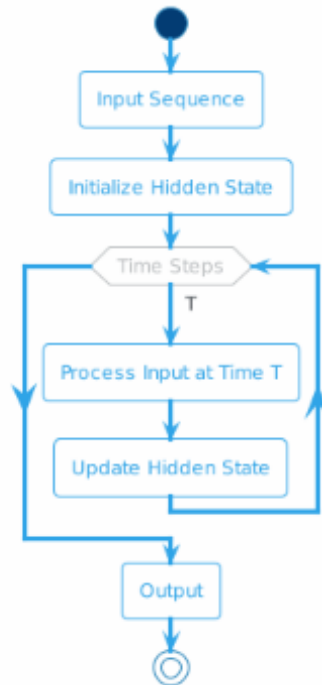 Input Sequence
Initialize Hidden State
Time Steps
T
Process Input at Time T
Update Hidden State
Output